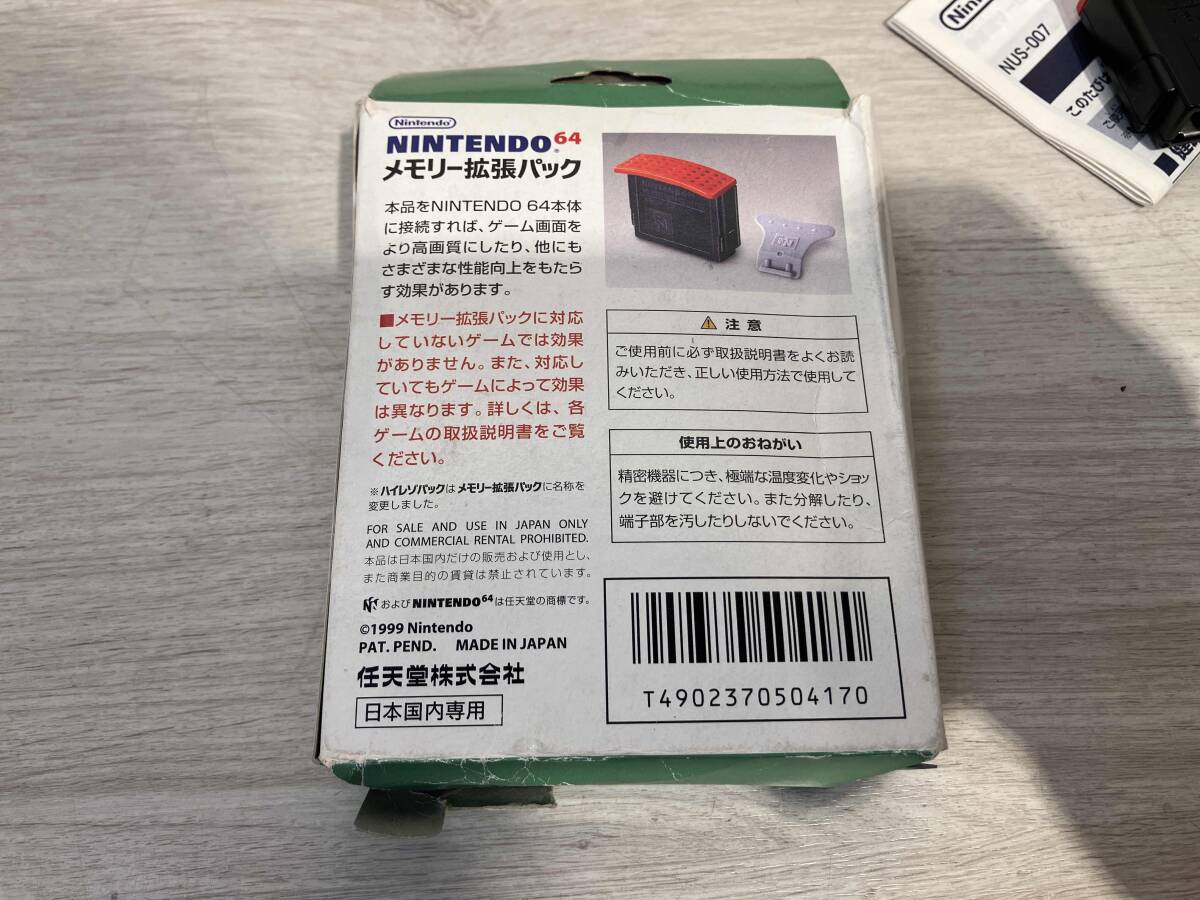 Nintendo
NINTENDO64
メモリー拡張パック
本品をNINTENDO 64本体
に接続すれば、ゲーム画面を
より高画質にしたり、他にも
さまざまな性能向上をもたら
す効果があります。
■メモリー拡張パックに対応
していないゲームでは効果
がありません。また、対応し
ていてもゲームによって効果
は異なります。詳しくは、各
ゲームの取扱説明書をご覧
ください。
※ハイレゾパックはメモリー拡張パックに名称を
変更しました。
FOR SALE AND USE IN JAPAN ONLY
AND COMMERCIAL RENTAL PROHIBITED.
本品は日本国内だけの販売および使用とし、
また商業目的の賃貸は禁止されています。
およびNINTENDO64は任天堂の商標です。
©1999 Nintendo
PAT. PEND. MADE IN JAPAN
任天堂株式会社
日本国内専用
注意
ご使用前に必ず取扱説明書をよくお読
みいただき、正しい使用方法で使用して
ください。
使用上のおねがい
精密機器につき、極端な温度変化やショッ
クを避けてください。また分解したり、
端子部を汚したりしないでください。
T4902370504170
NUS-007
このたびは